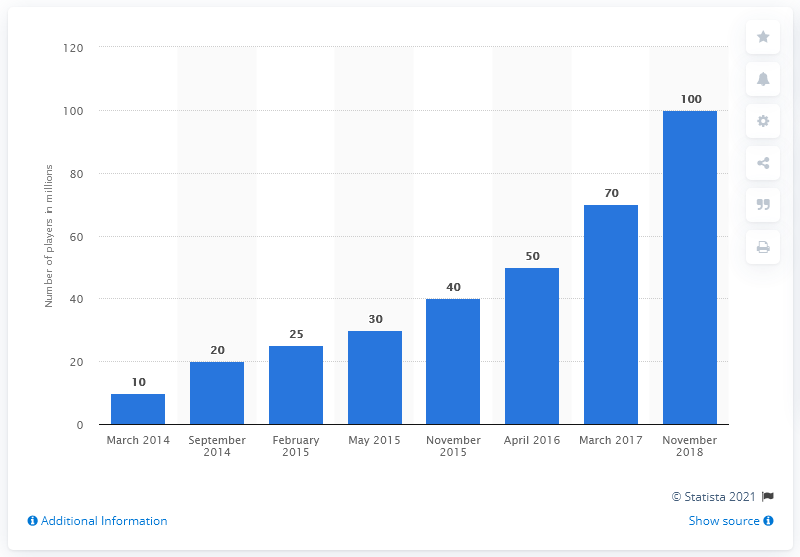 120
100
80
60
40
20
0
Number of players in millions
10
20
25
30
40
50
70
100
March 2014
September
2014
February
2015
May 2015
November
2015
April 2016
March 2017
November
2018
© Statista 2021
Additional Information
Show source